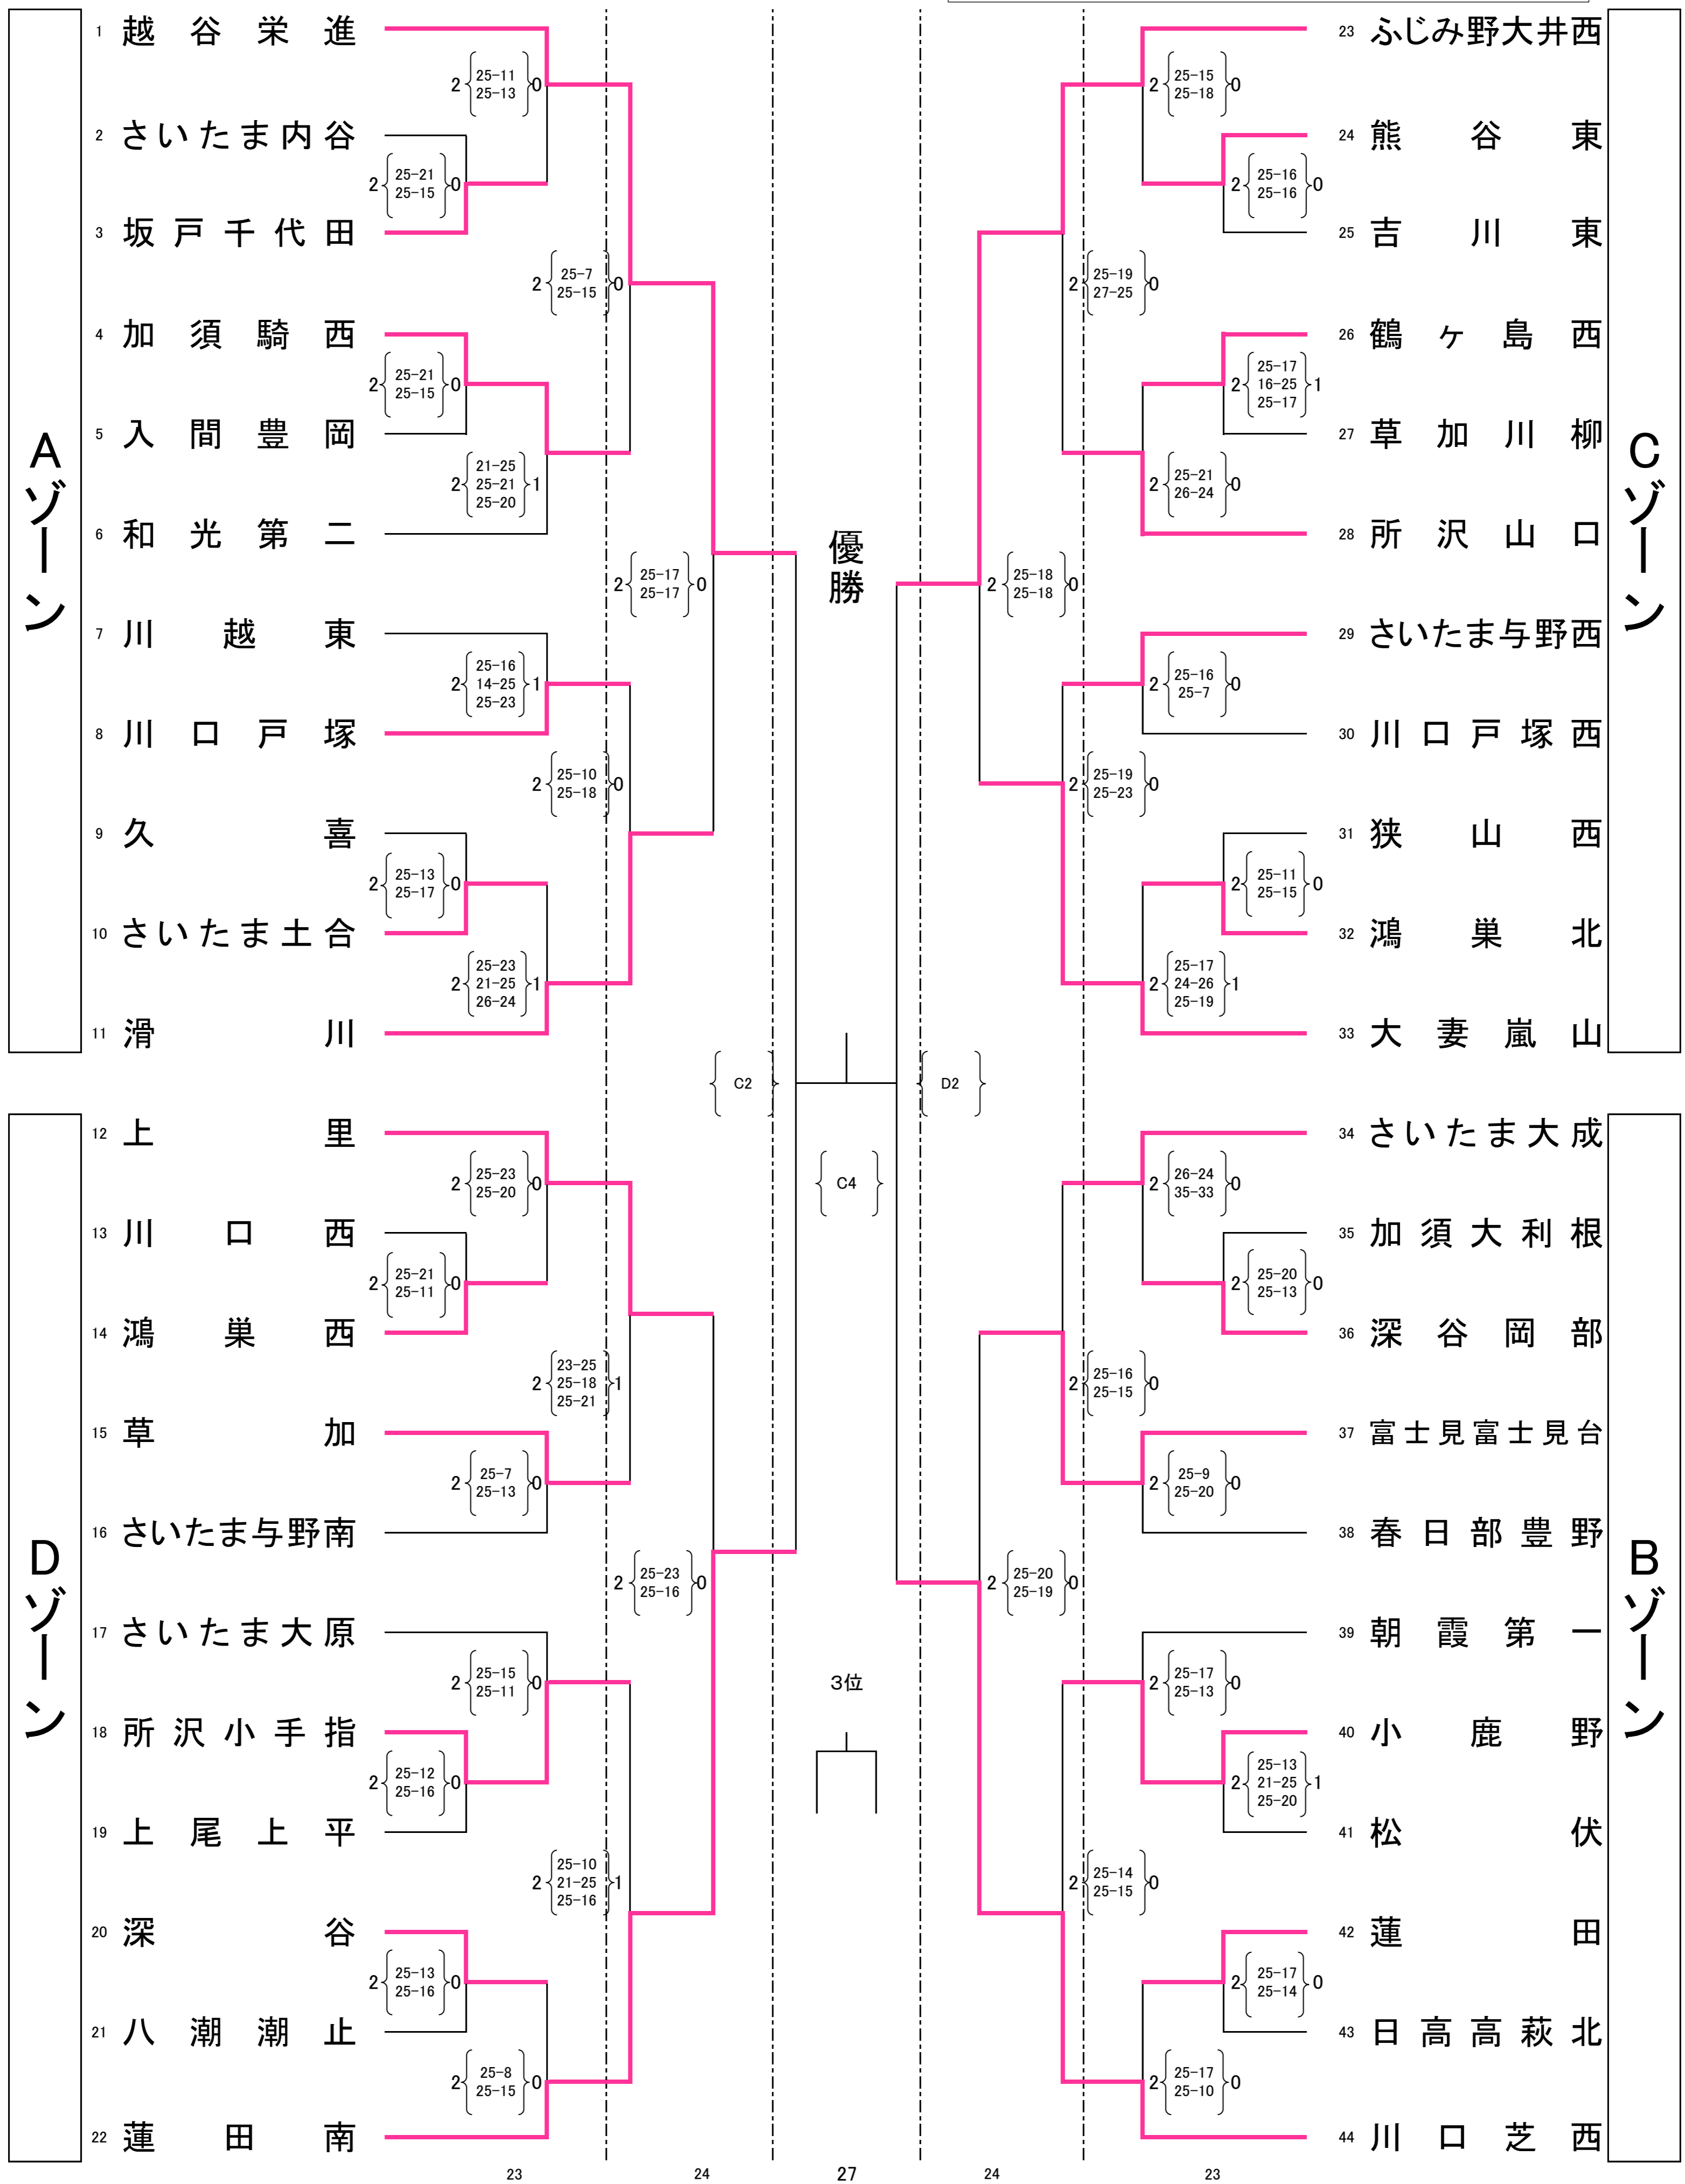 Aゾーン
1 越谷栄進
2 25-11 25-13 0
2 さいたま内谷
2 25-21 25-15 0
3 坂戸千代田
2 25-7 25-15 0
4 加須騎西
2 25-21 25-15 0
5 入間豊岡
2 21-25 25-21 25-20 1
6 和光第二
2 25-17 25-17 0
7 川越東
2 25-16 14-25 25-23 1
8 川口戸塚
2 25-10 25-18 0
9 久喜
2 25-13 25-17 0
10 さいたま土合
2 25-23 21-25 26-24 1
11 滑川
Dゾーン
12 上里
2 25-23 25-20 0
13 川口西
2 25-21 25-11 0
14 鴻巣西
2 23-25 25-18 25-21 1
15 草加
2 25-7 25-13 0
16 さいたま与野南
2 25-23 25-16 0
17 さいたま大原
2 25-15 25-11 0
18 所沢小手指
2 25-12 25-16 0
19 上尾上平
2 25-10 21-25 25-16 1
20 深谷
2 25-13 25-16 0
21 八潮潮止
2 25-8 25-15 0
22 蓮田南
優勝
C2
D2
C4
3位
Cゾーン
23 ふじみ野大井西
2 25-15 25-18 0
24 熊谷東
2 25-16 25-16 0
25 吉川東
2 25-19 27-25 0
26 鶴ヶ島西
2 25-17 16-25 25-17 1
27 草加川柳
2 25-21 26-24 0
28 所沢山口
2 25-18 25-18 0
29 さいたま与野西
2 25-16 25-7 0
30 川口戸塚西
2 25-19 25-23 0
31 狭山西
2 25-11 25-15 0
32 鴻巣北
2 25-17 24-26 25-19 1
33 大妻嵐山
Bゾーン
34 さいたま大成
2 26-24 35-33 0
35 加須大利根
2 25-20 25-13 0
36 深谷岡部
2 25-16 25-15 0
37 富士見富士見台
2 25-9 25-20 0
38 春日部豊野
2 25-20 25-19 0
39 朝霞第一
2 25-17 25-13 0
40 小鹿野
2 25-13 21-25 25-20 1
41 松伏
2 25-14 25-15 0
42 蓮田
2 25-17 25-14 0
43 日高高萩北
2 25-17 25-10 0
44 川口芝西
23 24 27 24 23